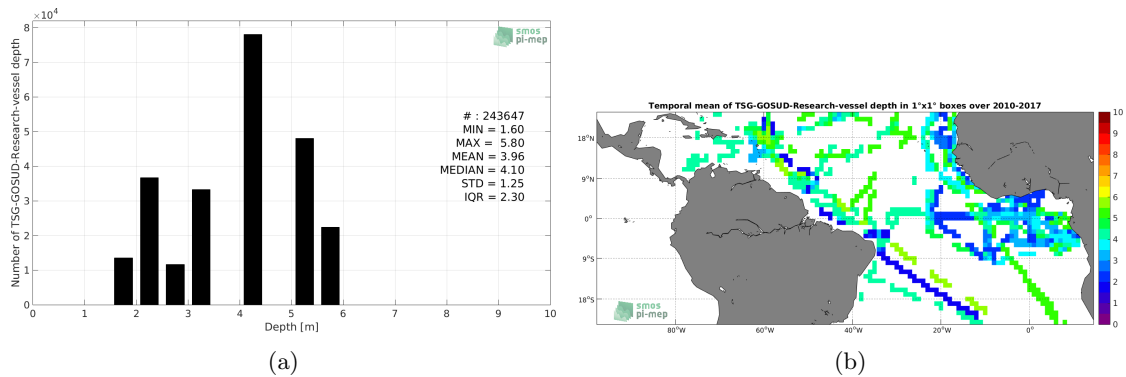 ×10⁴
8
7
6
5
4
3
2
1
0
Number of TSG-GOSUD-Research-vessel depth
smos
pi-mep
# : 243647
MIN = 1.60
MAX = 5.80
MEAN = 3.96
MEDIAN = 4.10
STD = 1.25
IQR = 2.30
0 1 2 3 4 5 6 7 8 9 10
Depth [m]
(a)
Temporal mean of TSG-GOSUD-Research-vessel depth in 1°x1° boxes over 2010-2017
18°N
9°N
0°
9°S
18°S
smos
pi-mep
80°W 60°W 40°W 20°W 0°
10
9
8
7
6
5
4
3
2
1
0
(b)